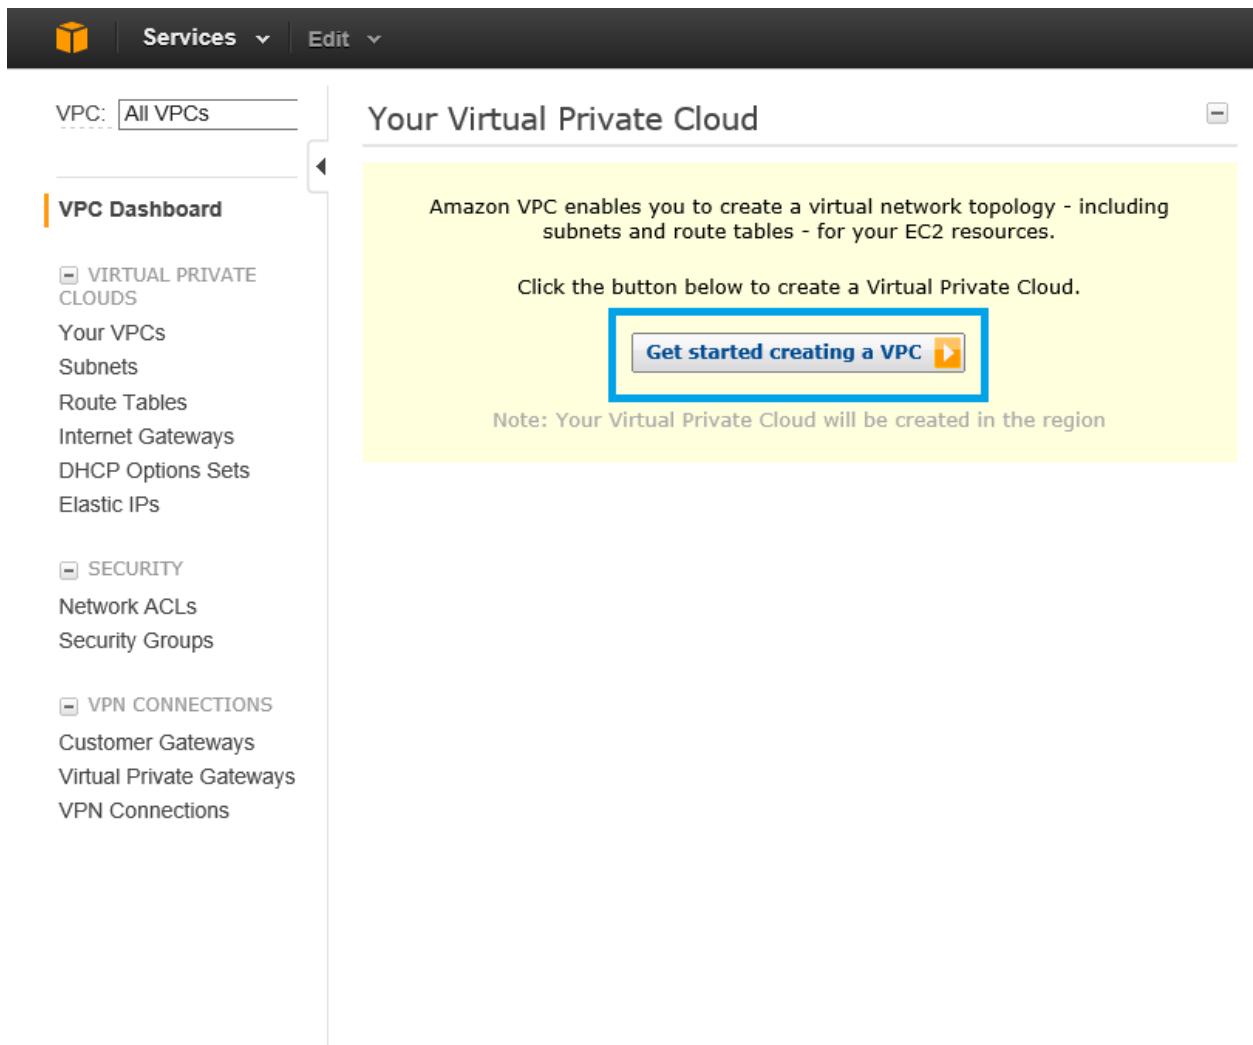 Services Edit
VPC: All VPCs
VPC Dashboard
VIRTUAL PRIVATE
CLOUDS
Your VPCs
Subnets
Route Tables
Internet Gateways
DHCP Options Sets
Elastic IPs
SECURITY
Network ACLs
Security Groups
VPN CONNECTIONS
Customer Gateways
Virtual Private Gateways
VPN Connections
Your Virtual Private Cloud
Amazon VPC enables you to create a virtual network topology - including
subnets and route tables - for your EC2 resources.
Click the button below to create a Virtual Private Cloud.
Get started creating a VPC
Note: Your Virtual Private Cloud will be created in the region